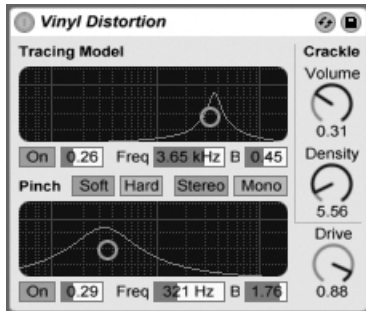 Vinyl Distortion
Tracing Model
Crackle
Volume
0.31
On 0.26 Freq 3.65 kHz B 0.45
Density
5.56
Pinch Soft Hard Stereo Mono
Drive
0.88
On 0.29 Freq 321 Hz B 1.76